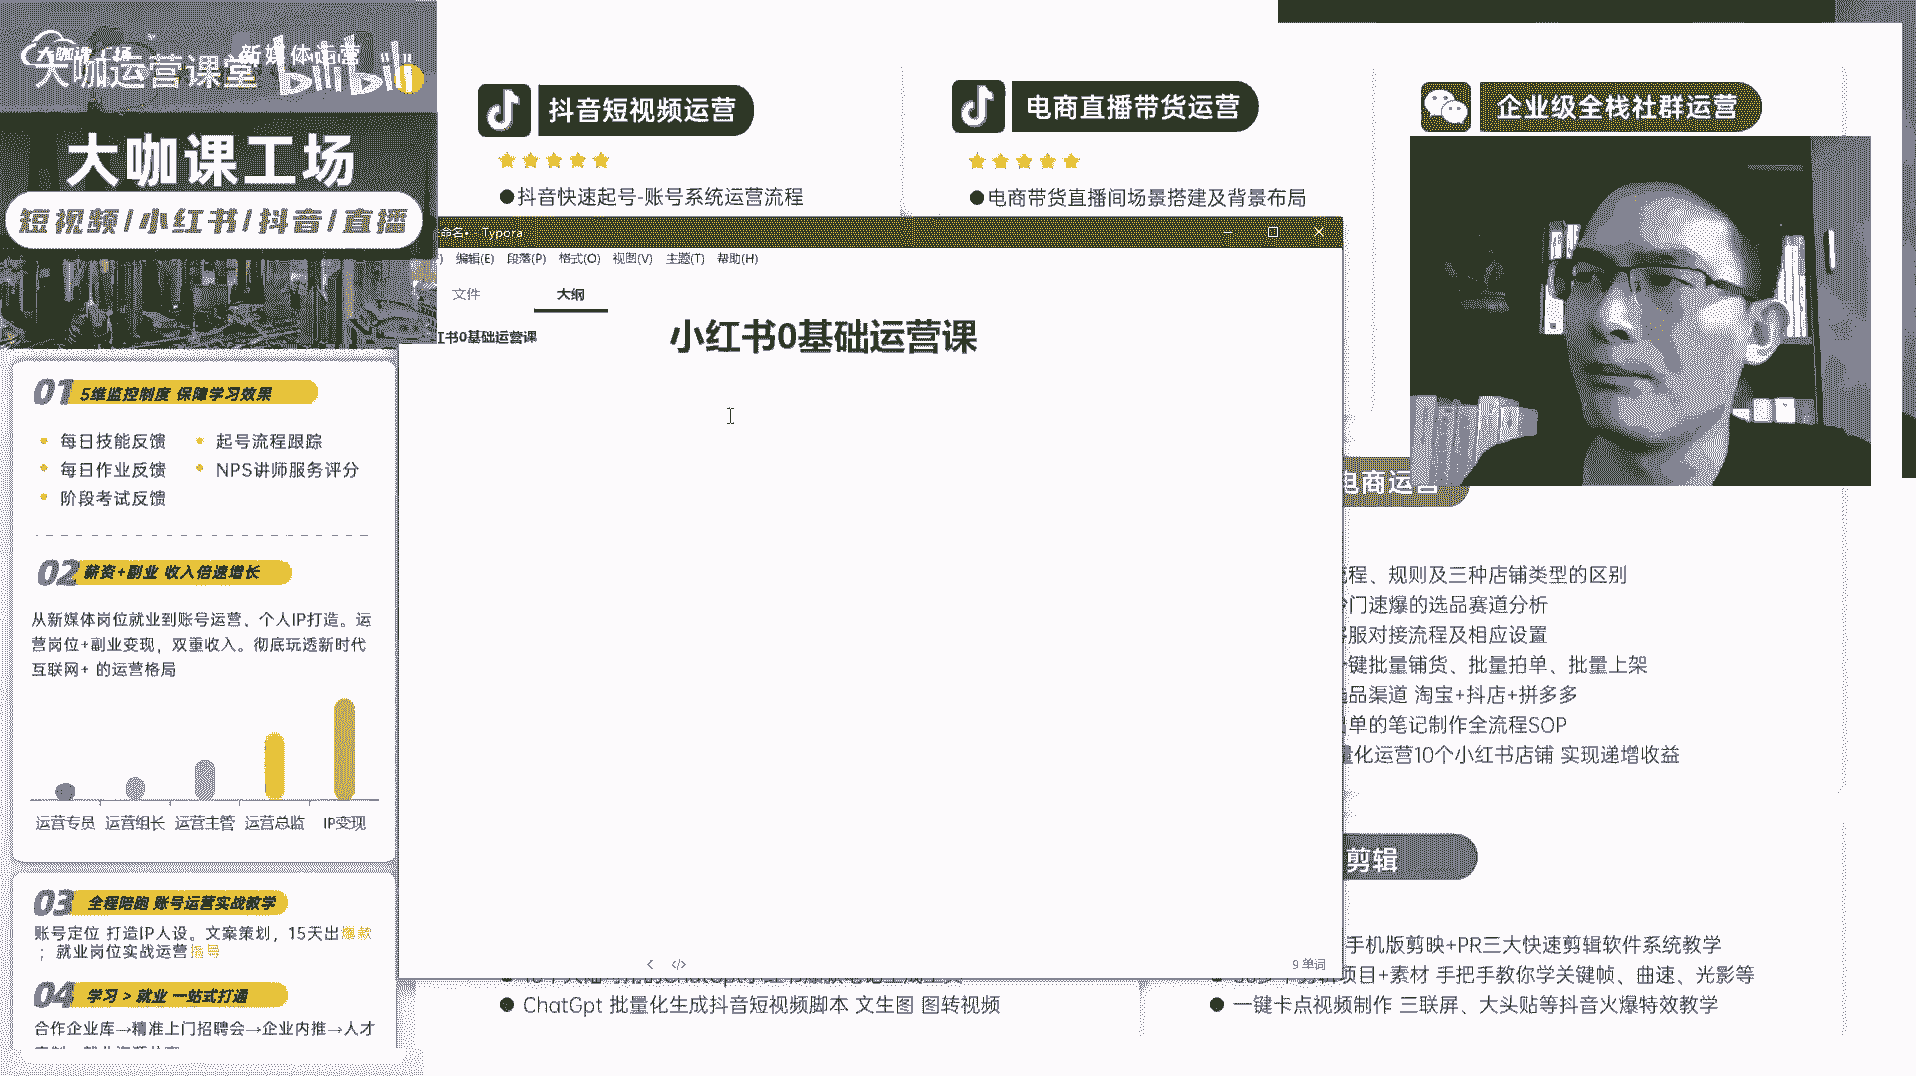 大咖课工场
大咖运营课堂
新媒体运营
bilibili
大咖课工场
短视频/小红书/抖音/直播
01 5维监控制度 保障学习效果
每日技能反馈
起号流程跟踪
每日作业反馈
NPS讲师服务评分
阶段考试反馈
02 薪资+副业 收入倍速增长
从新媒体岗位就业到账号运营、个人IP打造。运
营岗位+副业变现，双重收入。彻底玩透新时代
互联网+ 的运营格局
运营专员 运营组长 运营主管 运营总监 IP变现
03 全程陪跑 账号运营实战教学
账号定位 打造IP人设。文案策划，15天出爆款
；就业岗位实战运营
04 学习 > 就业 一站式打通
合作企业库→精准上门招聘会→企业内推→人才
抖音短视频运营
●抖音快速起号-账号系统运营流程
电商直播带货运营
●电商带货直播间场景搭建及背景布局
企业级全栈社群运营
命名• - Typora
编辑(E) 段落(P) 格式(O) 视图(V) 主题(T) 帮助(H)
文件 大纲
红书0基础运营课
小红书0基础运营课
9 单词
电商运营
程、规则及三种店铺类型的区别
门速爆的选品赛道分析
客服对接流程及相应设置
一键批量铺货、批量拍单、批量上架
选品渠道 淘宝+抖店+拼多多
出单的笔记制作全流程SOP
量化运营10个小红书店铺 实现递增收益
剪辑
手机版剪映+PR三大快速剪辑软件系统教学
项目+素材 手把手教你学关键帧、曲速、光影等
● 一键卡点视频制作 三联屏、大头贴等抖音火爆特效教学
● ChatGpt 批量化生成抖音短视频脚本 文生图 图转视频